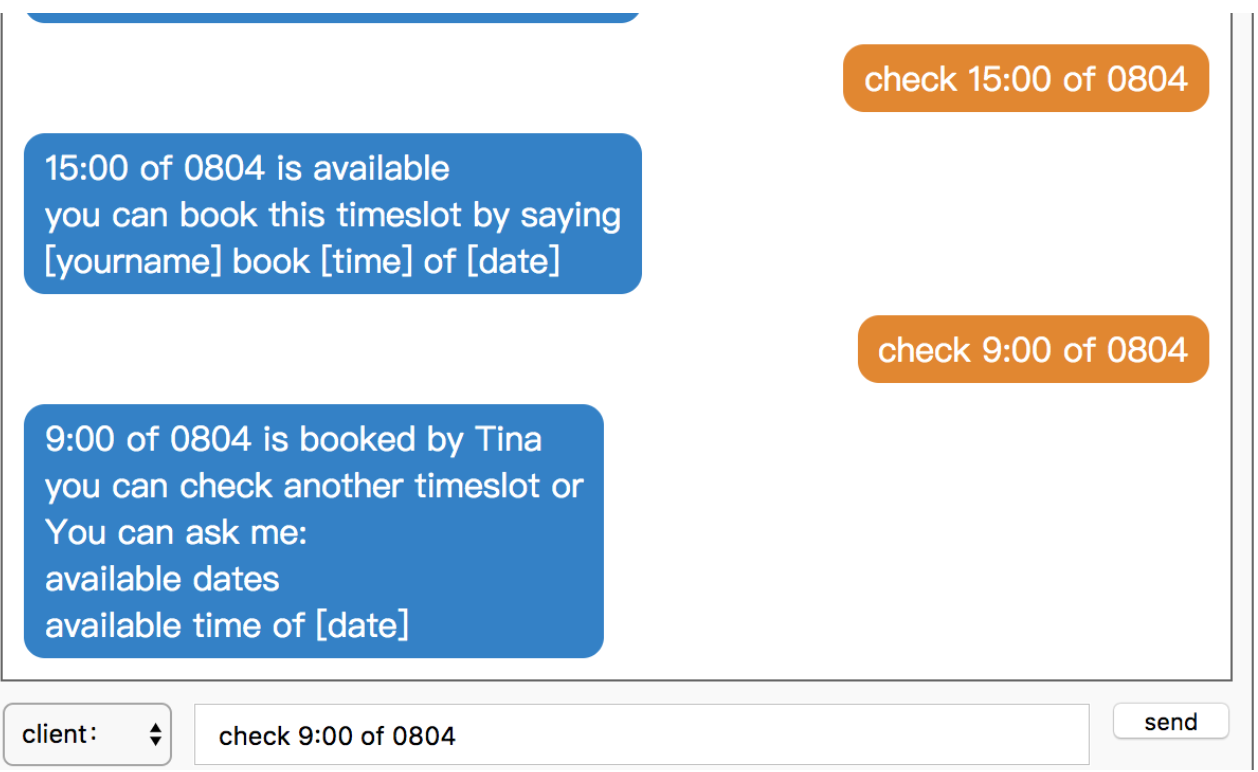 check 15:00 of 0804
15:00 of 0804 is available
you can book this timeslot by saying
[yourname] book [time] of [date]
check 9:00 of 0804
9:00 of 0804 is booked by Tina
you can check another timeslot or
You can ask me:
available dates
available time of [date]
client:
check 9:00 of 0804
send